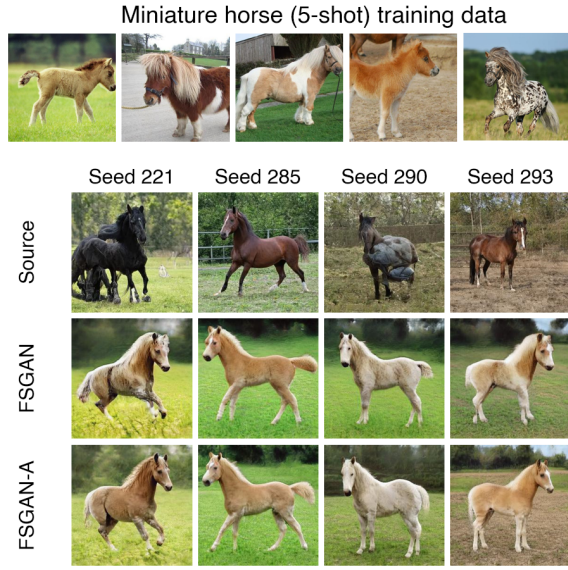 Miniature horse (5-shot) training data
Seed 221 Seed 285 Seed 290 Seed 293
Source
FSGAN
FSGAN-A